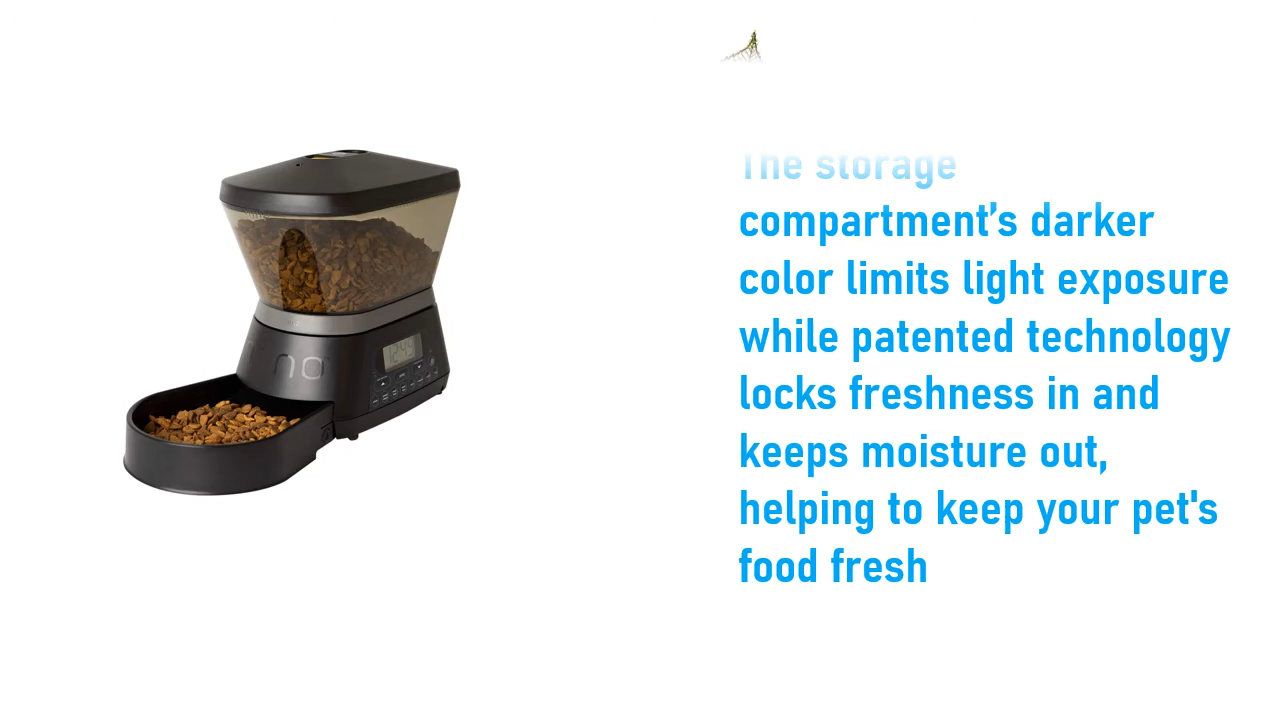 The storage
compartment’s darker
color limits light exposure
while patented technology
locks freshness in and
keeps moisture out,
helping to keep your pet's
food fresh
no